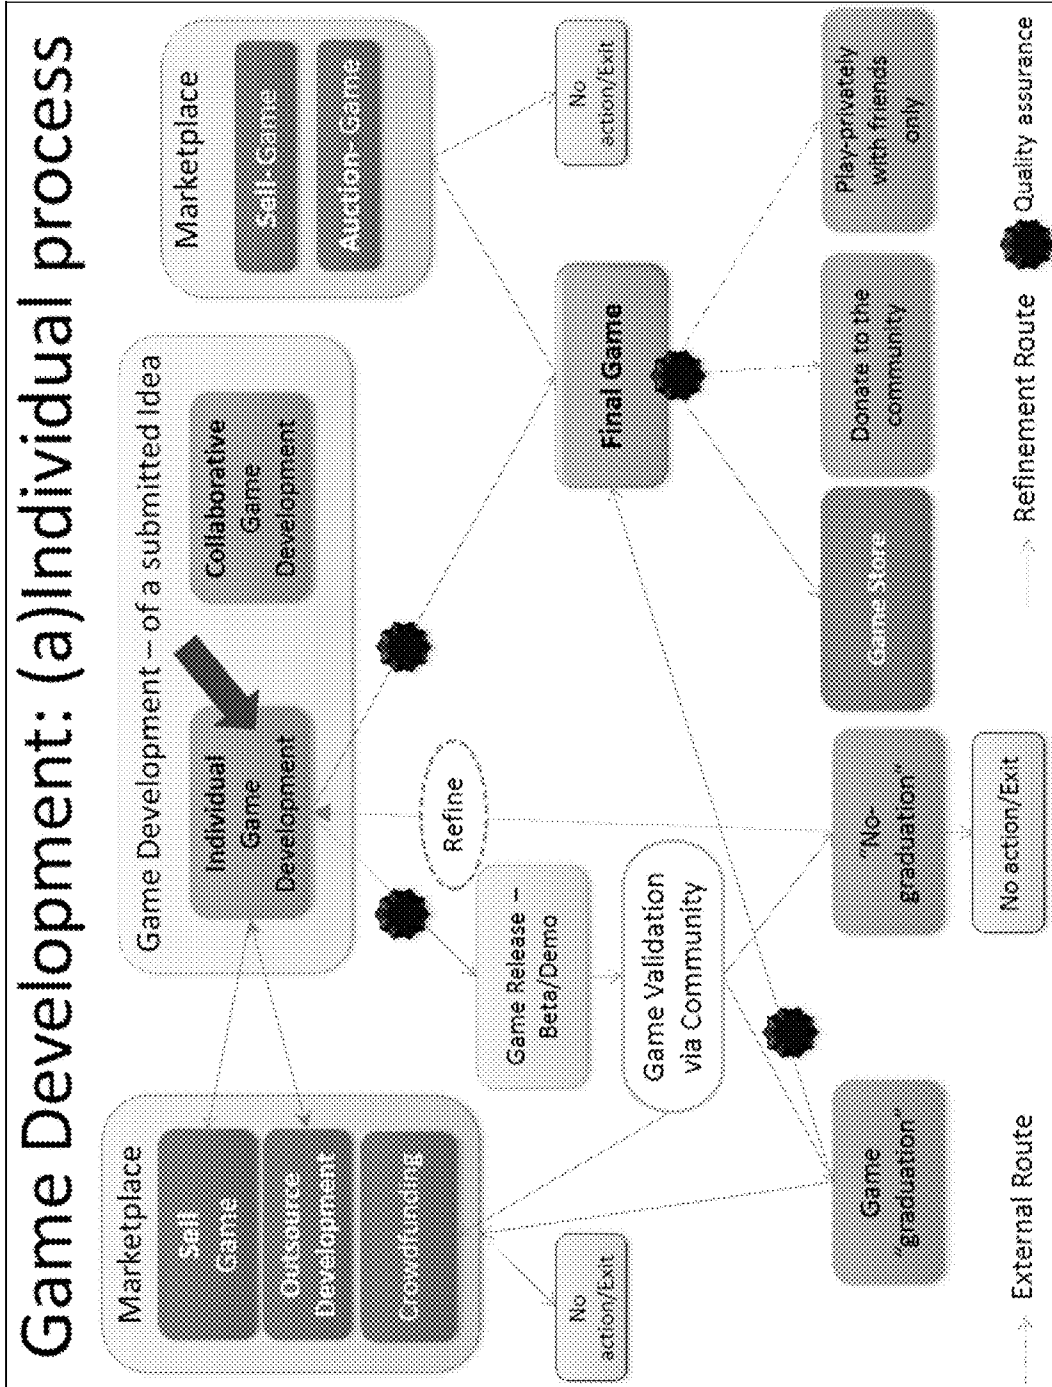 Game Development: (a)Individual process
Marketplace
Sell
Game
Outsource
Development
Crowdfunding
Game Development – of a submitted Idea
Individual
Game
Development
Collaborative
Game
Development
Marketplace
Sell-Game
Auction-Game
No
action/Exit
Game Release –
Beta/Demo
Refine
Final Game
No
action/Exit
Game Validation
via Community
Game
"graduation"
"No-
graduation"
Game Store
Donate to the
community
Play-privately
with friends
only
No action/Exit
External Route
Refinement Route
Quality assurance